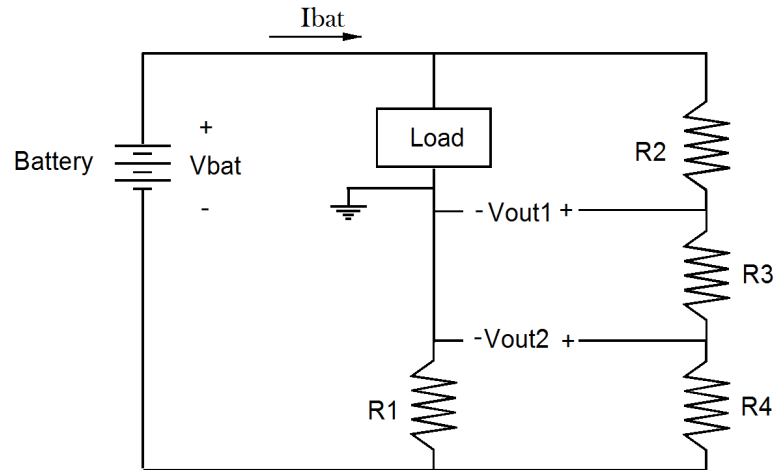 Ibat
Load
R2
Battery
+
Vbat
-
- Vout1 +
R3
-Vout2 +
R1
R4